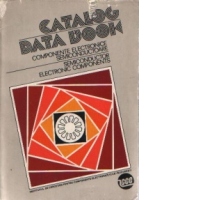 CATALOG
DATA BOOK
COMPONENTE ELECTRONICE
SEMICONDUCTOARE
SEMICONDUCTOR
ELECTRONIC COMPONENTS